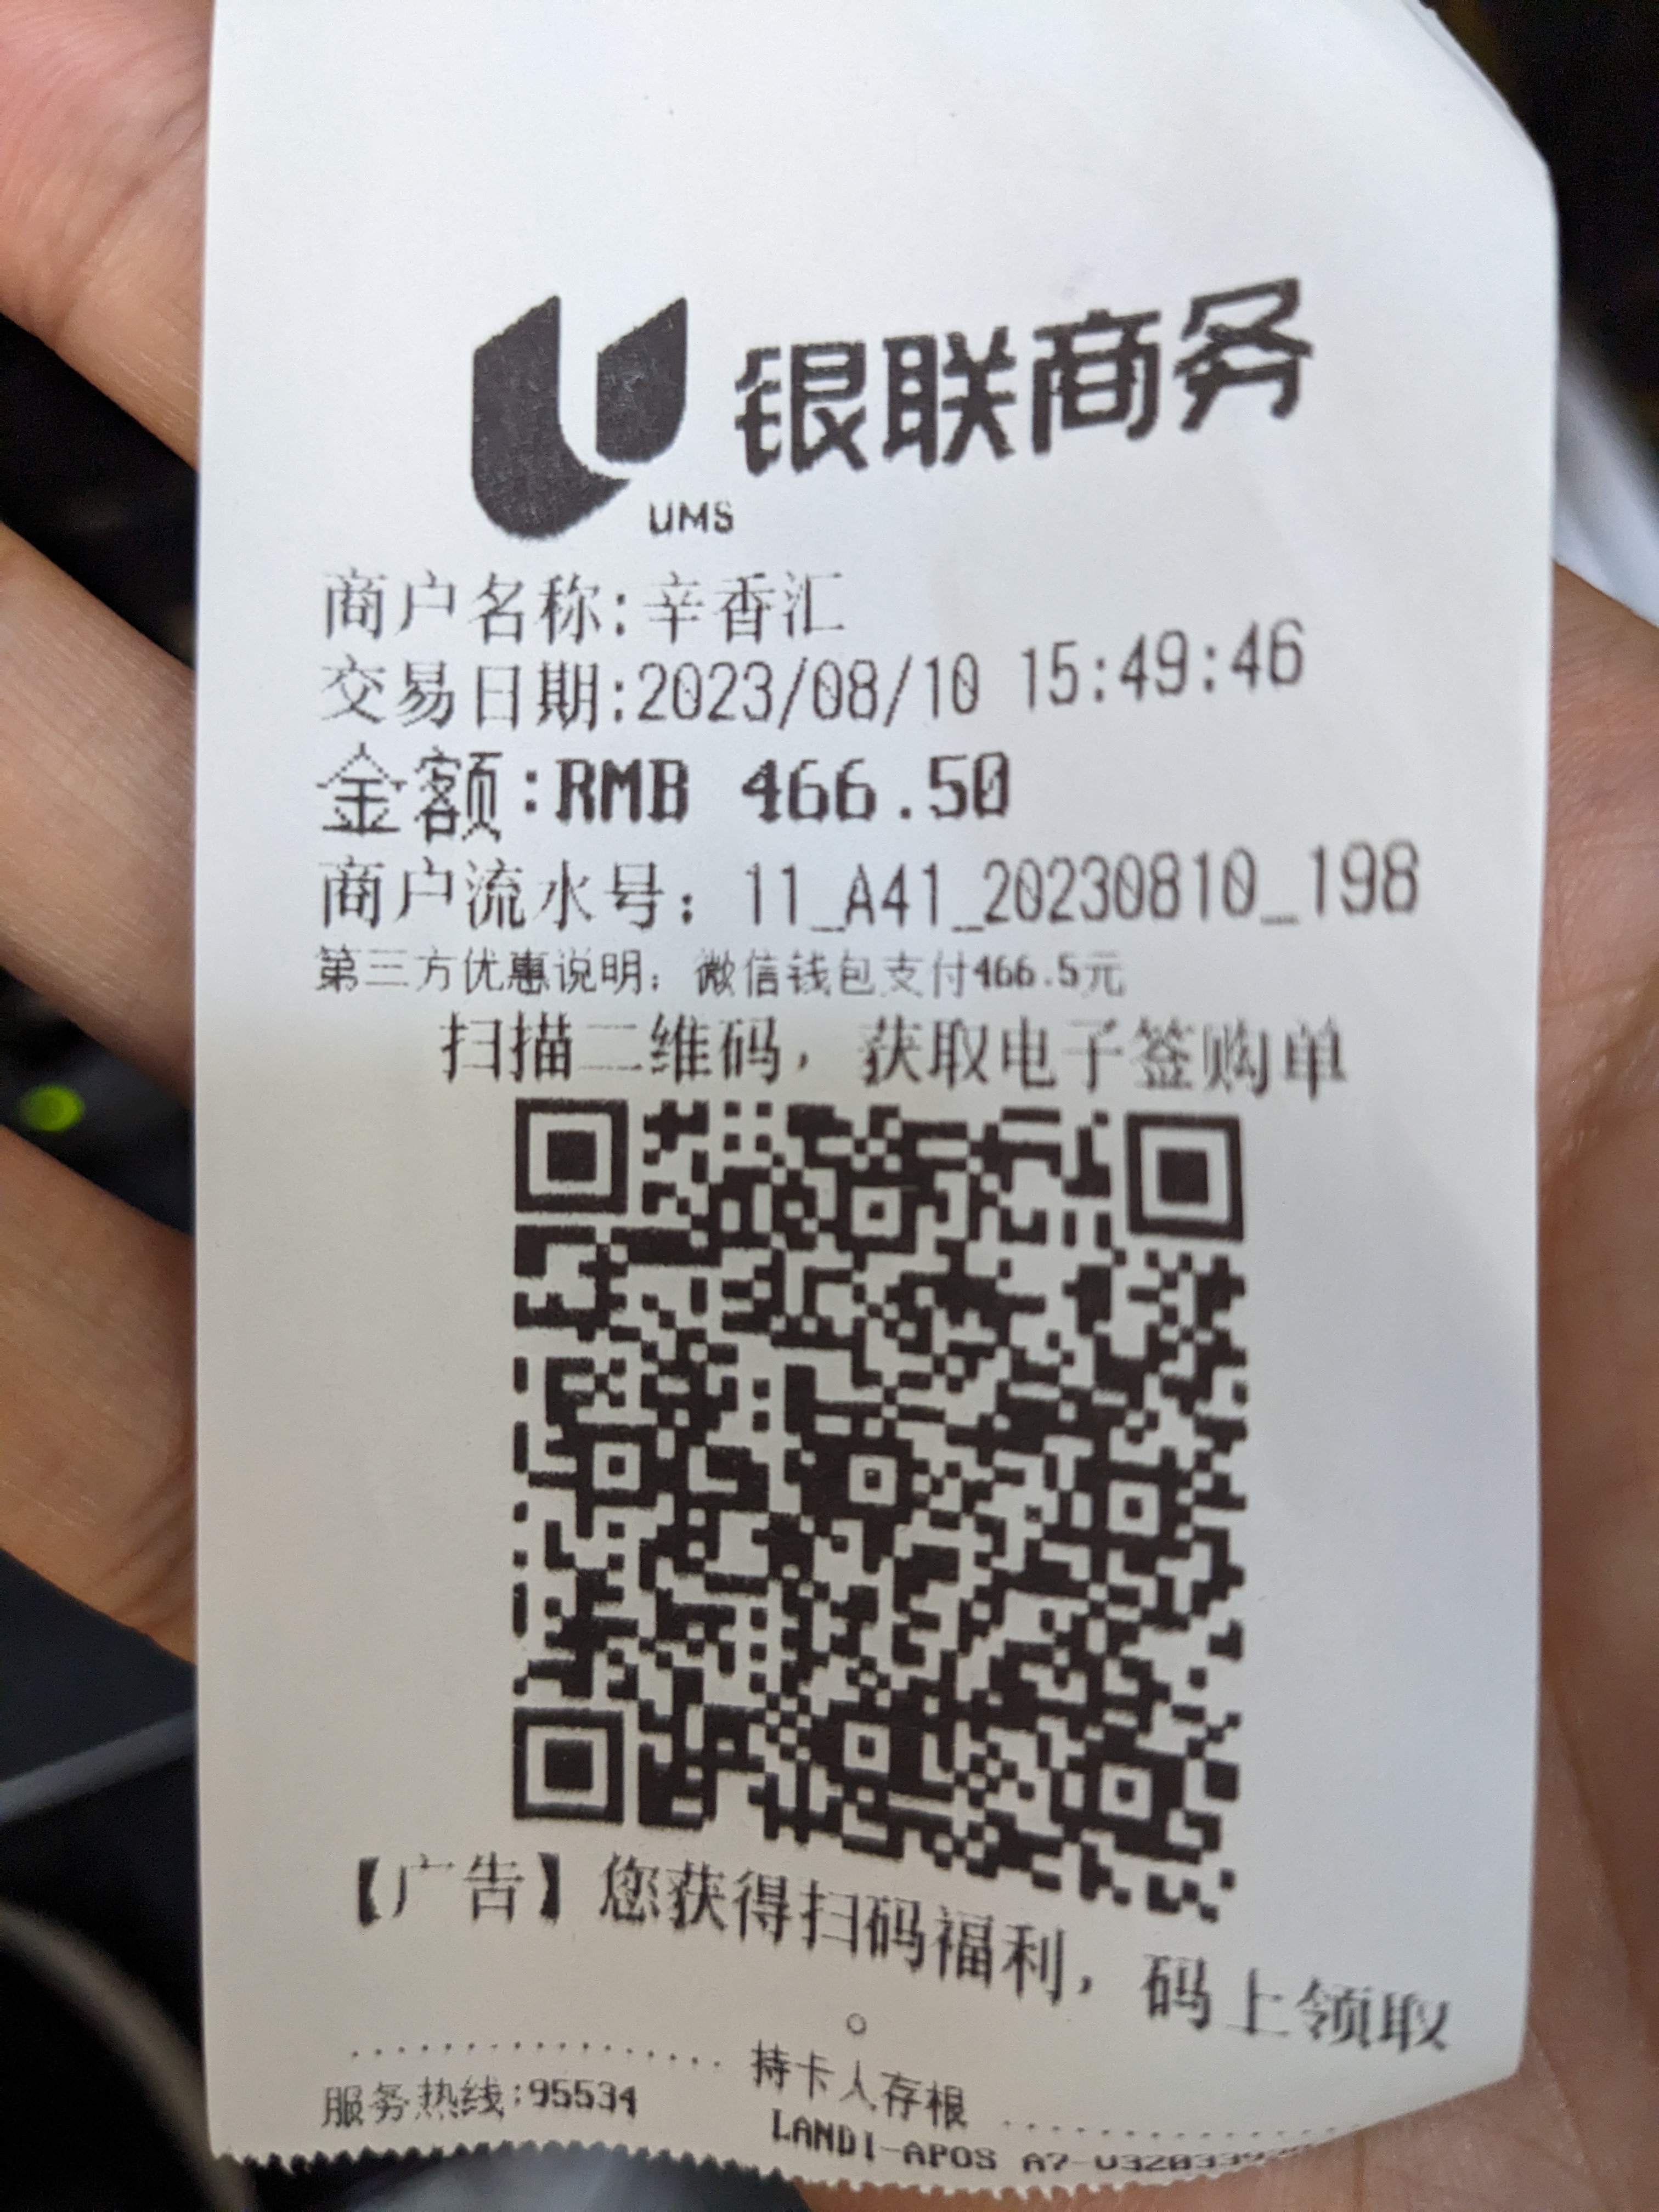 银联商务
UMS
商户名称:辛香汇
交易日期:2023/08/10 15:49:46
金额:RMB 466.50
商户流水号：11_A41_20230810_198
第三方优惠说明：微信钱包支付466.5元
扫描二维码，获取电子签购单
【广告】您获得扫码福利，码上领取
。
持卡人存根
服务热线:95534
LANDI-APOS A7